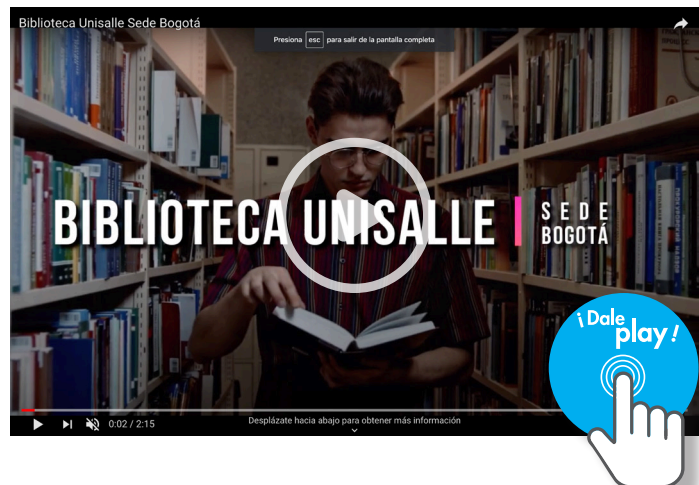 Biblioteca Unisalle Sede Bogotá
Presiona esc para salir de la pantalla completa
BIBLIOTECA UNISALLE | SEDE
BOGOTÁ
¡Dale
play!
0:02 / 2:15
Desplázate hacia abajo para obtener más información